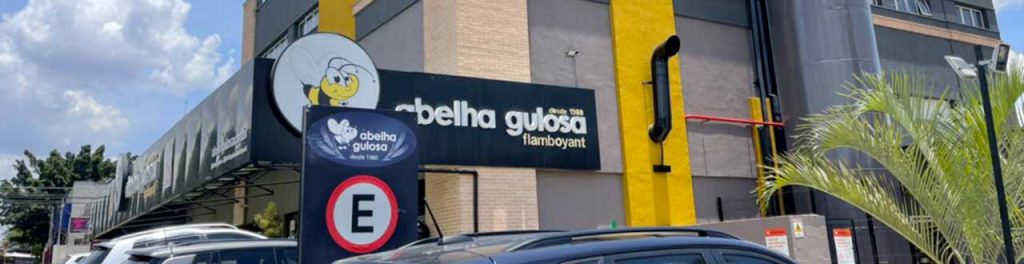 abelha gulosa
desde 1980
flamboyant
abelha
gulosa
desde 1980
E